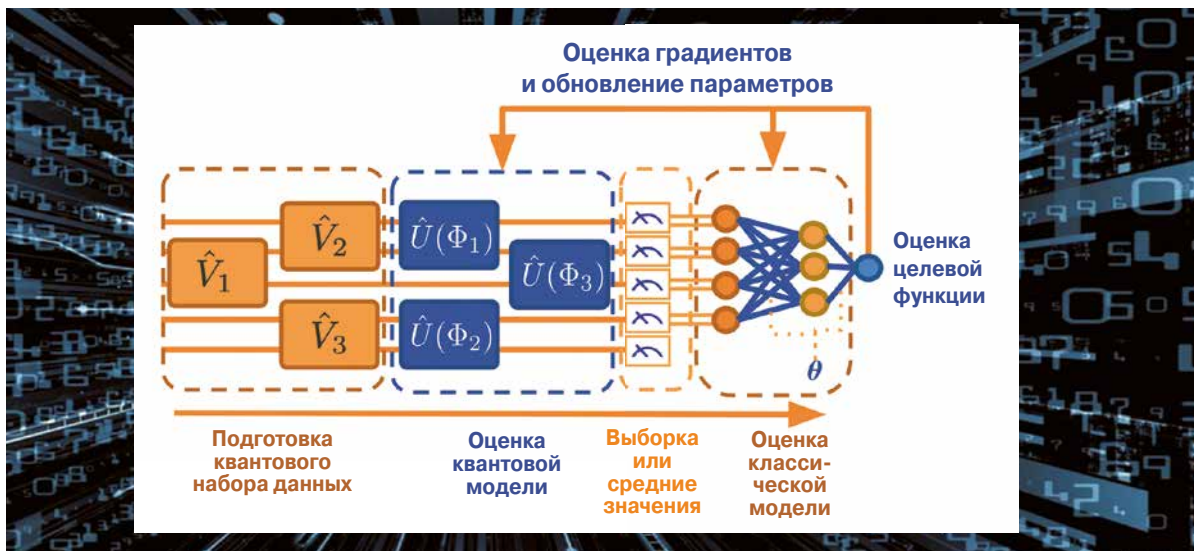 Оценка градиентов
и обновление параметров
V̂₂
Û(Φ₁)
V̂₁
Û(Φ₃)
V̂₃
Û(Φ₂)
θ
Оценка
целевой
функции
Подготовка
квантового
набора данных
Оценка
квантовой
модели
Выборка
или
средние
значения
Оценка
класси-
ческой
модели